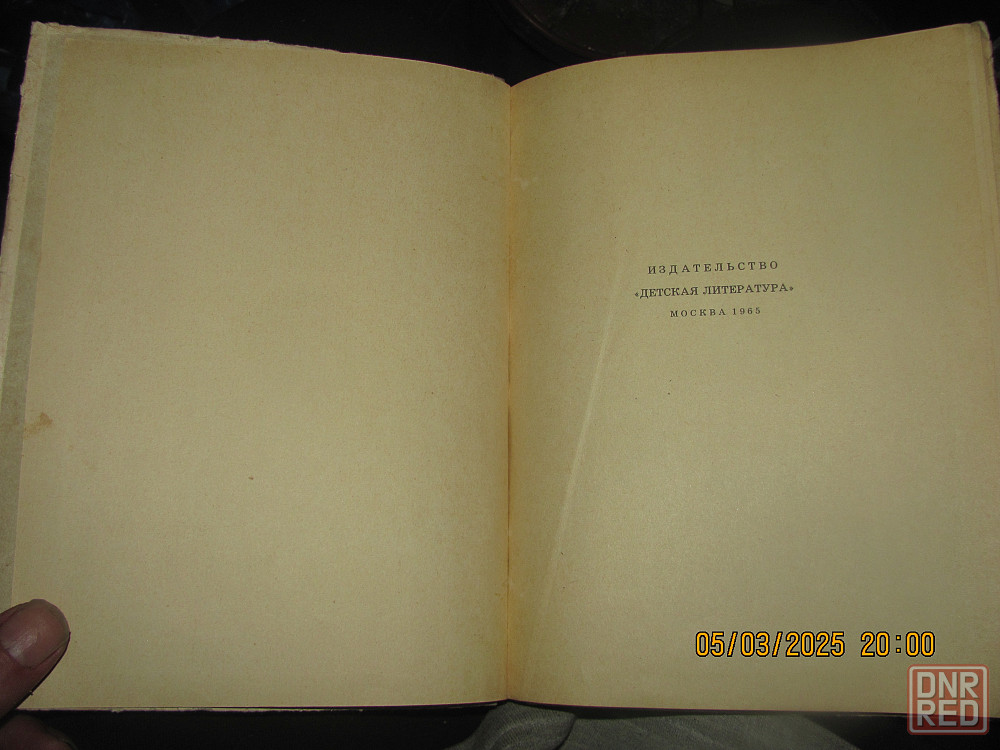 ИЗДАТЕЛЬСТВО
«ДЕТСКАЯ ЛИТЕРАТУРА»
МОСКВА 1965
05/03/2025 20:00
DNR
RED